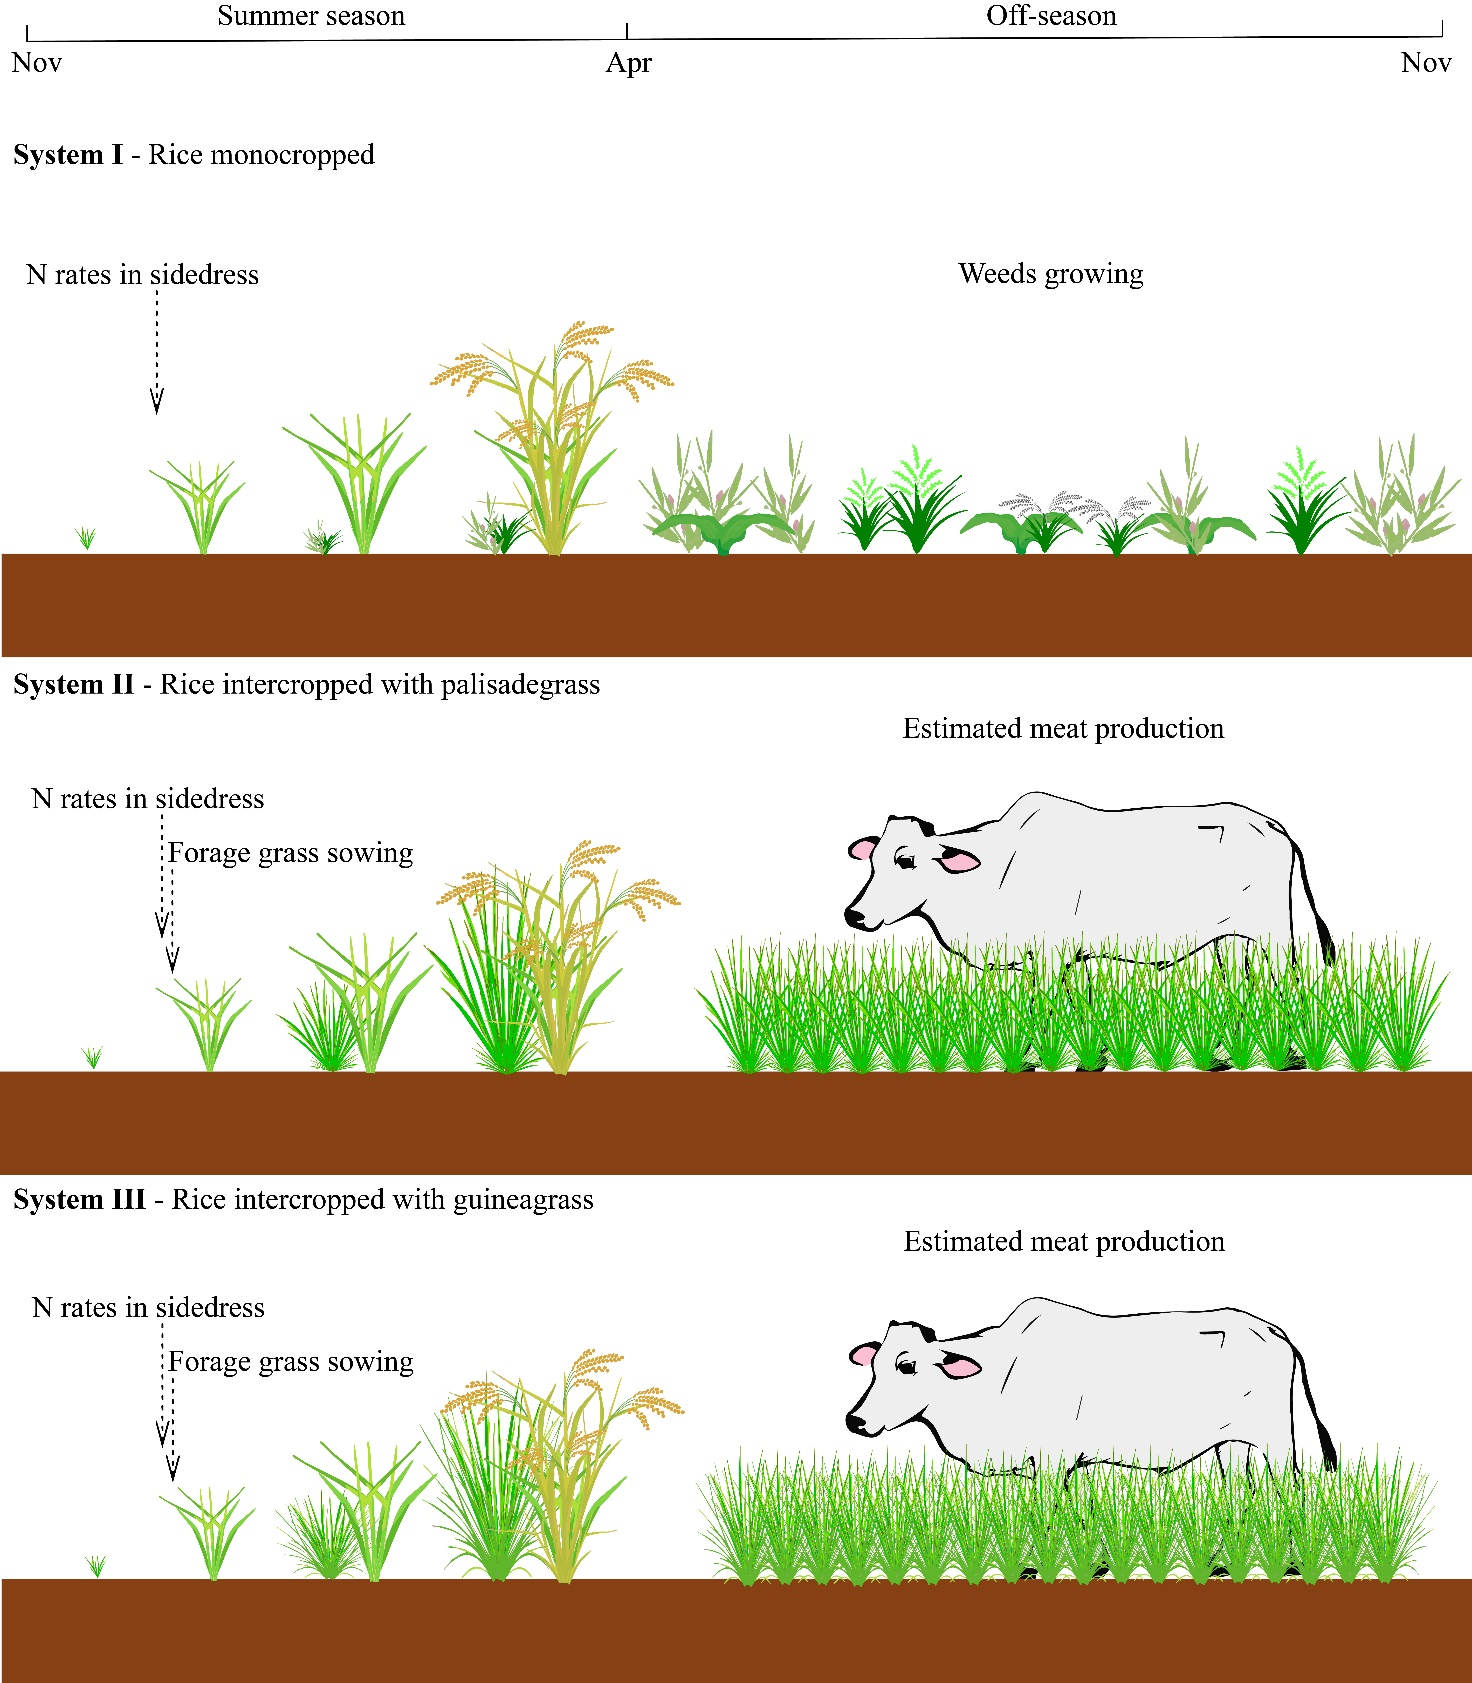 Summer season
Off-season
Nov
Apr
Nov
System I - Rice monocropped
N rates in sidedress
Weeds growing
System II - Rice intercropped with palisadegrass
Estimated meat production
N rates in sidedress
Forage grass sowing
System III - Rice intercropped with guineagrass
Estimated meat production
N rates in sidedress
Forage grass sowing